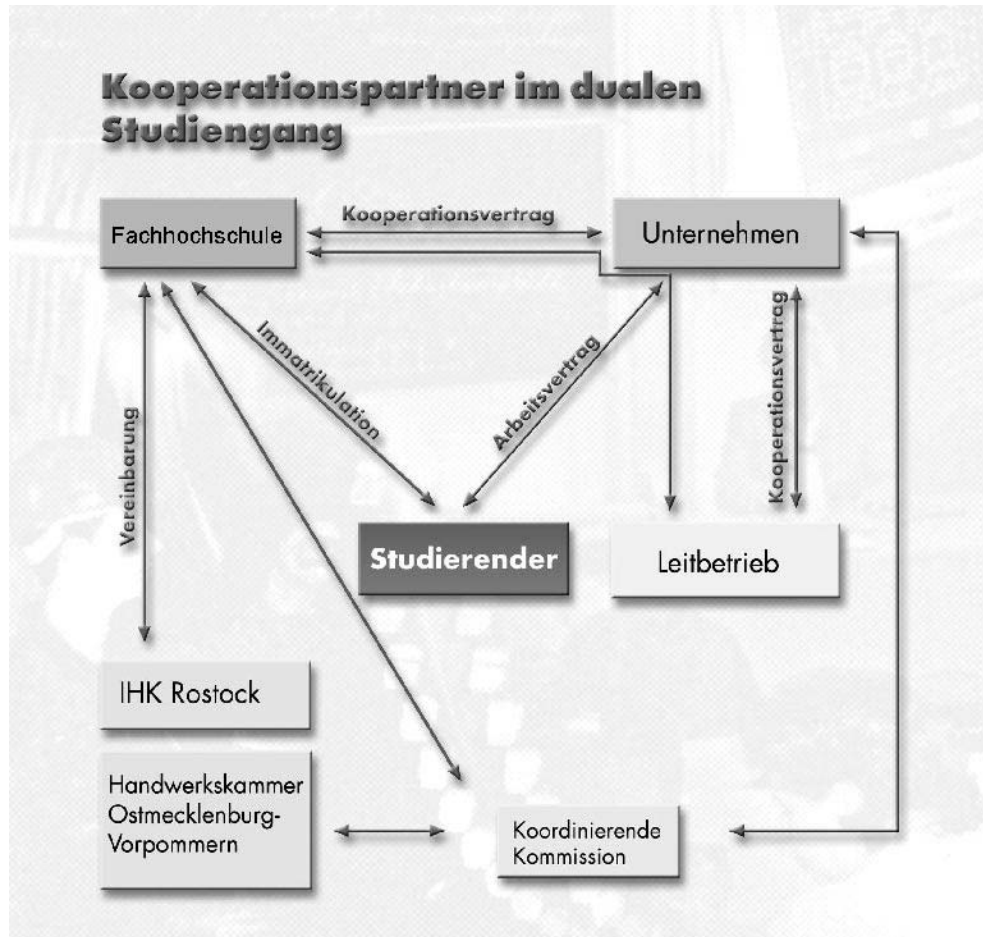 Kooperationspartner im dualen
Studiengang
Kooperationsvertrag
Fachhochschule
Unternehmen
Immatrikulation
Arbeitsvertrag
Kooperationsvertrag
Vereinbarung
Studierender
Leitbetrieb
IHK Rostock
Handwerkskammer
Ostmecklenburg-
Vorpommern
Koordinierende
Kommission